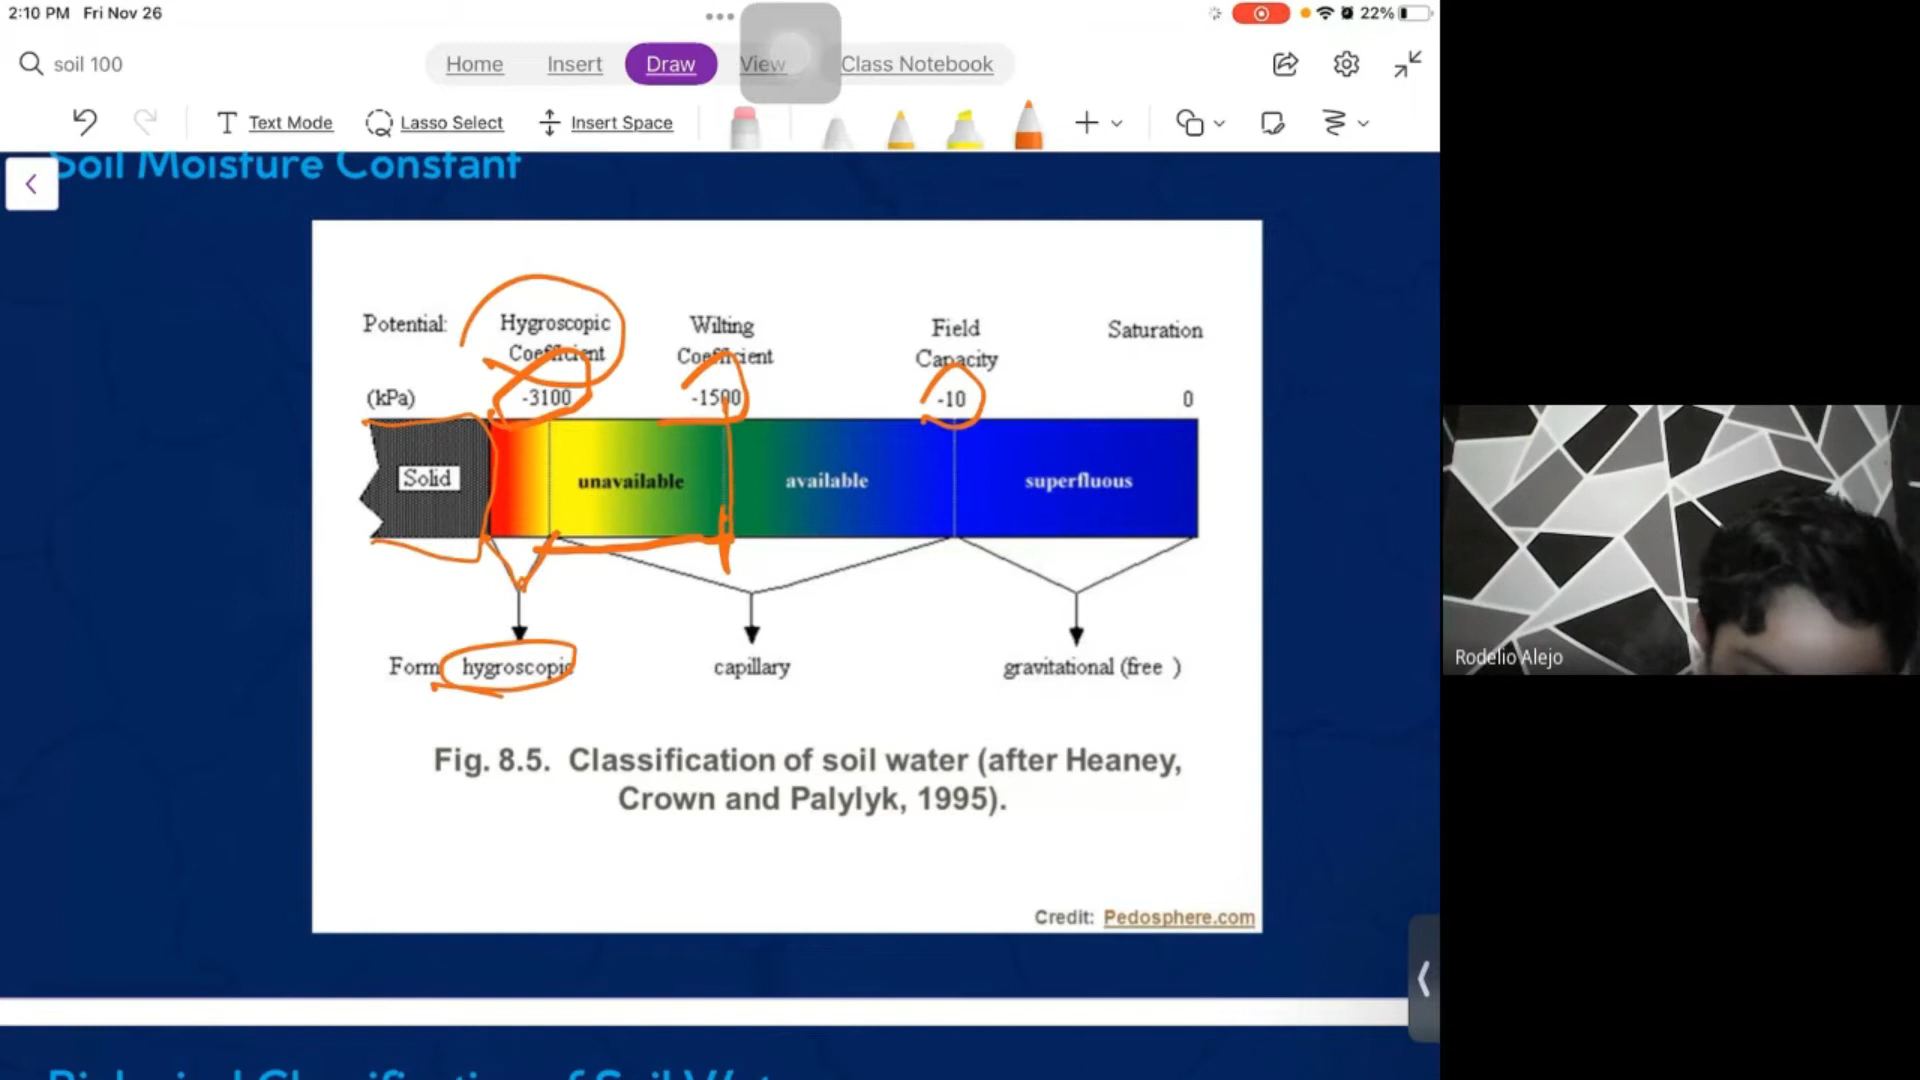 2:10 PM Fri Nov 26
22%
soil 100
Home Insert Draw View Class Notebook
Text Mode Lasso Select Insert Space
Soil Moisture Constant
Potential: Hygroscopic Coefficient Wilting Coefficient Field Capacity Saturation
(kPa) -3100 -1500 -10 0
Solid unavailable available superfluous
Form hygroscopic capillary gravitational (free )
Fig. 8.5. Classification of soil water (after Heaney,
Crown and Palylyk, 1995).
Credit: Pedosphere.com
Rodelio Alejo